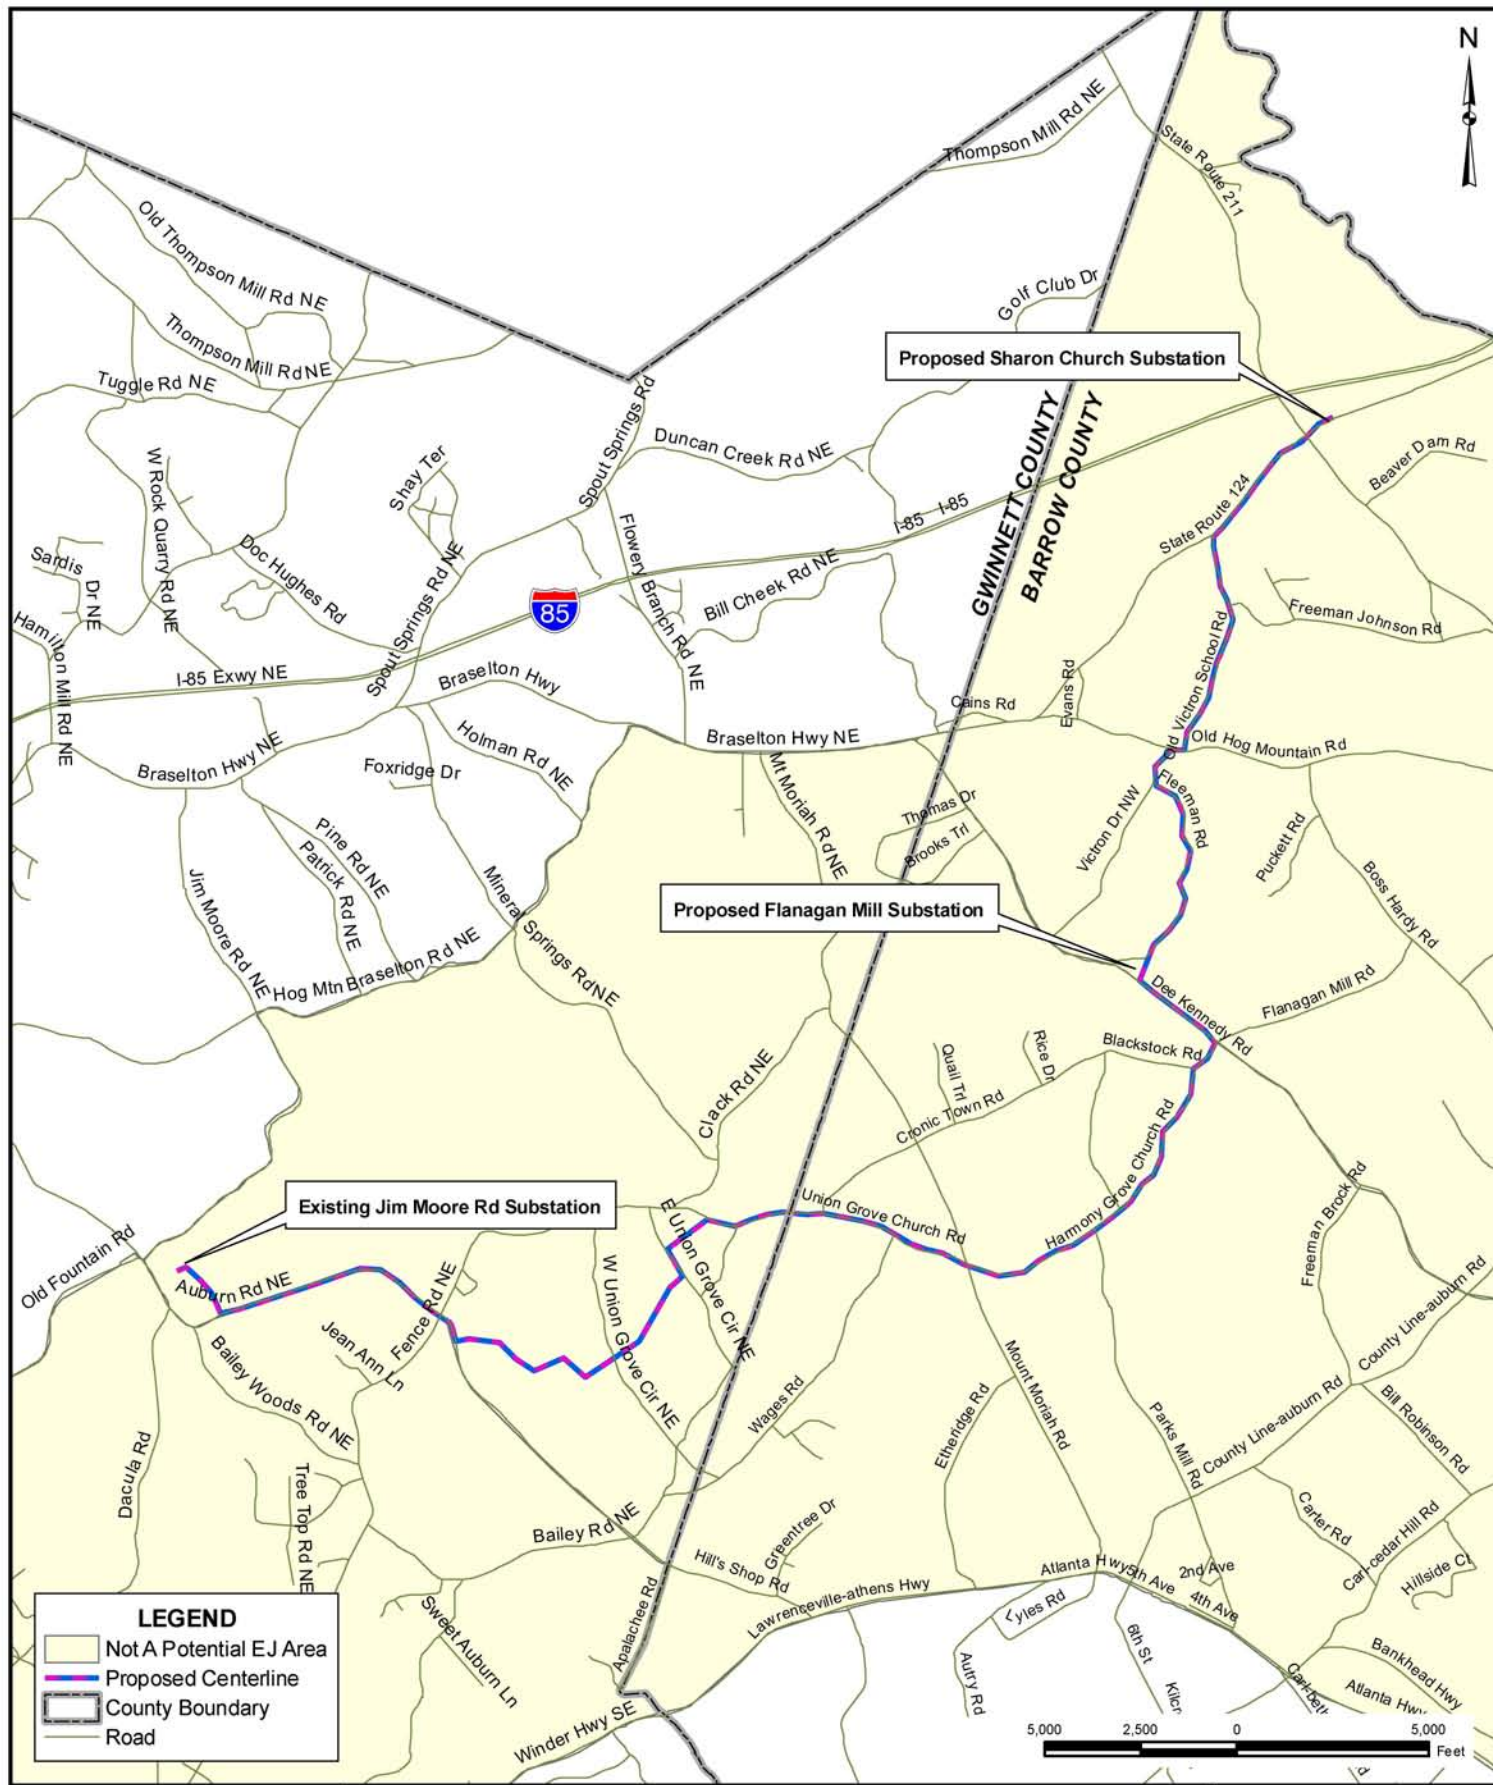 N
Thompson Mill Rd NE
State Route 211
Old Thompson Mill Rd NE
Golf Club Dr
Thompson Mill Rd NE
Proposed Sharon Church Substation
Tuggle Rd NE
Spout Springs Rd
GWINNETT COUNTY
BARROW COUNTY
Duncan Creek Rd NE
Beaver Dam Rd
W Rock Quarry Rd NE
Shay Ter
I-85
I-85
State Route 124
Flowery Branch Rd NE
Sardis Dr NE
Doc Hughes Rd
Spout Springs Rd NE
85
Bill Cheek Rd NE
Freeman Johnson Rd
Hamilton Mill Rd NE
I-85 Exwy NE
Braselton Hwy
Old Victron School Rd
Evans Rd
Cains Rd
Braselton Hwy NE
Old Hog Mountain Rd
Holman Rd NE
Braselton Hwy NE
Foxridge Dr
Mt Moriah Rd NE
Fleeman Rd
Thomas Dr
Victron Dr NW
Brooks Trl
Puckett Rd
Pine Rd NE
Patrick Rd NE
Jim Moore Rd NE
Mineral Springs Rd NE
Boss Hardy Rd
Proposed Flanagan Mill Substation
Hog Mtn Braselton Rd NE
Dee Kennedy Rd
Flanagan Mill Rd
Blackstock Rd
Rice Dr
Quail Trl
Clack Rd NE
Cronic Town Rd
Harmony Grove Church Rd
Existing Jim Moore Rd Substation
Union Grove Church Rd
Freeman Brock Rd
Old Fountain Rd
E Union Grove Cir NE
W Union Grove Cir NE
Auburn Rd NE
Fence Rd NE
Jean Ann Ln
County Line-auburn Rd
Bailey Woods Rd NE
Mount Moriah Rd
Wages Rd
Etheridge Rd
Parks Mill Rd
County Line-auburn Rd
Bill Robinson Rd
Dacula Rd
Tree Top Rd NE
Carter Rd
Carl-cedar Hill Rd
Bailey Rd NE
Greentree Dr
Hill's Shop Rd
Atlanta Hwy
5th Ave
2nd Ave
Hillside Ct
Lawrenceville-athens Hwy
4th Ave
Apalachee Rd
Sweet Auburn Ln
6th St
Autry Rd
Bankhead Hwy
Atlanta Hwy
Winder Hwy SE
LEGEND
Not A Potential EJ Area
Proposed Centerline
County Boundary
Road
5,000 2,500 0 5,000
Feet